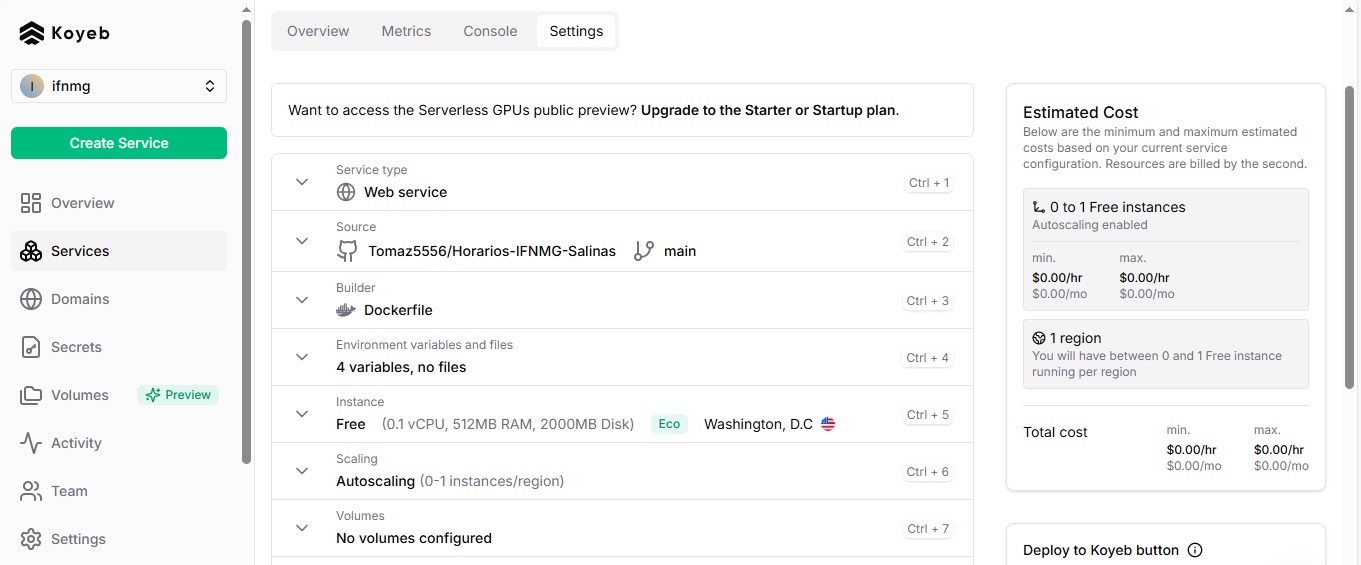 Koyeb
I ifnmg
Create Service
Overview
Services
Domains
Secrets
Volumes Preview
Activity
Team
Settings
Overview Metrics Console Settings
Want to access the Serverless GPUs public preview? Upgrade to the Starter or Startup plan.
Service type
Web service
Ctrl + 1
Source
Tomaz5556/Horarios-IFNMG-Salinas main
Ctrl + 2
Builder
Dockerfile
Ctrl + 3
Environment variables and files
4 variables, no files
Ctrl + 4
Instance
Free (0.1 vCPU, 512MB RAM, 2000MB Disk) Eco Washington, D.C
Ctrl + 5
Scaling
Autoscaling (0-1 instances/region)
Ctrl + 6
Volumes
No volumes configured
Ctrl + 7
Estimated Cost
Below are the minimum and maximum estimated
costs based on your current service
configuration. Resources are billed by the second.
0 to 1 Free instances
Autoscaling enabled
min. max.
$0.00/hr $0.00/hr
$0.00/mo $0.00/mo
1 region
You will have between 0 and 1 Free instance
running per region
Total cost min. max.
$0.00/hr $0.00/hr
$0.00/mo $0.00/mo
Deploy to Koyeb button